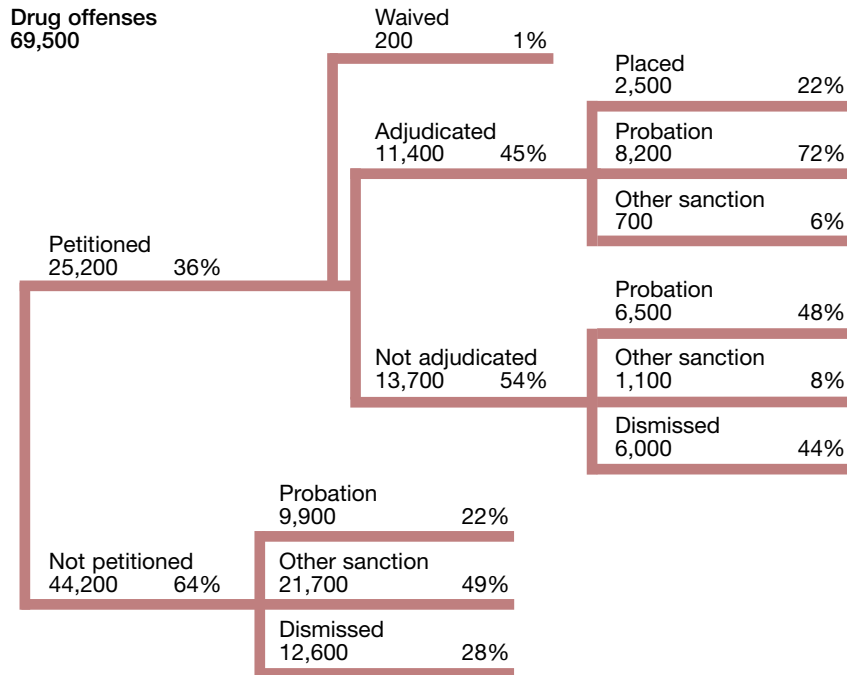 Drug offenses
69,500
Waived
200 1%
Placed
2,500 22%
Adjudicated
11,400 45%
Probation
8,200 72%
Other sanction
700 6%
Petitioned
25,200 36%
Probation
6,500 48%
Not adjudicated
13,700 54%
Other sanction
1,100 8%
Dismissed
6,000 44%
Probation
9,900 22%
Not petitioned
44,200 64%
Other sanction
21,700 49%
Dismissed
12,600 28%